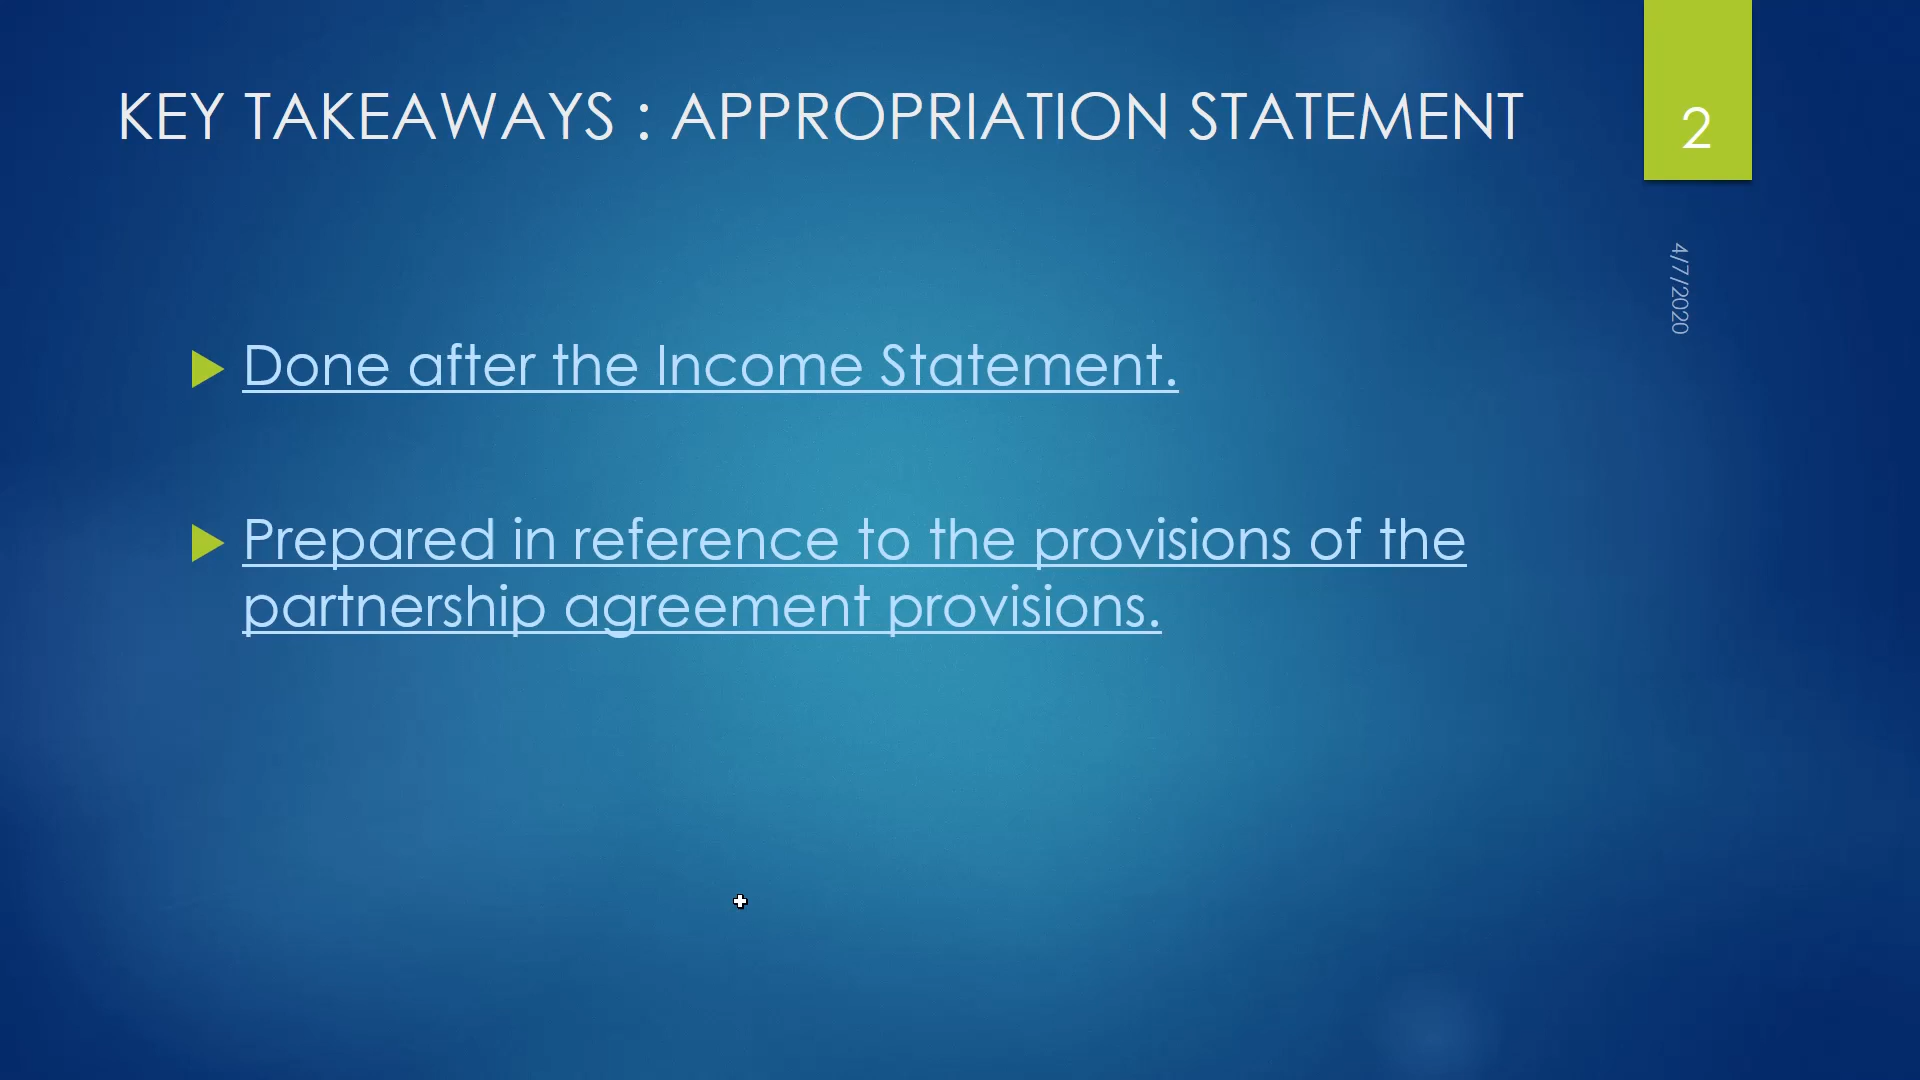 KEY TAKEAWAYS : APPROPRIATION STATEMENT
2
4/7/2020
Done after the Income Statement.
Prepared in reference to the provisions of the
partnership agreement provisions.